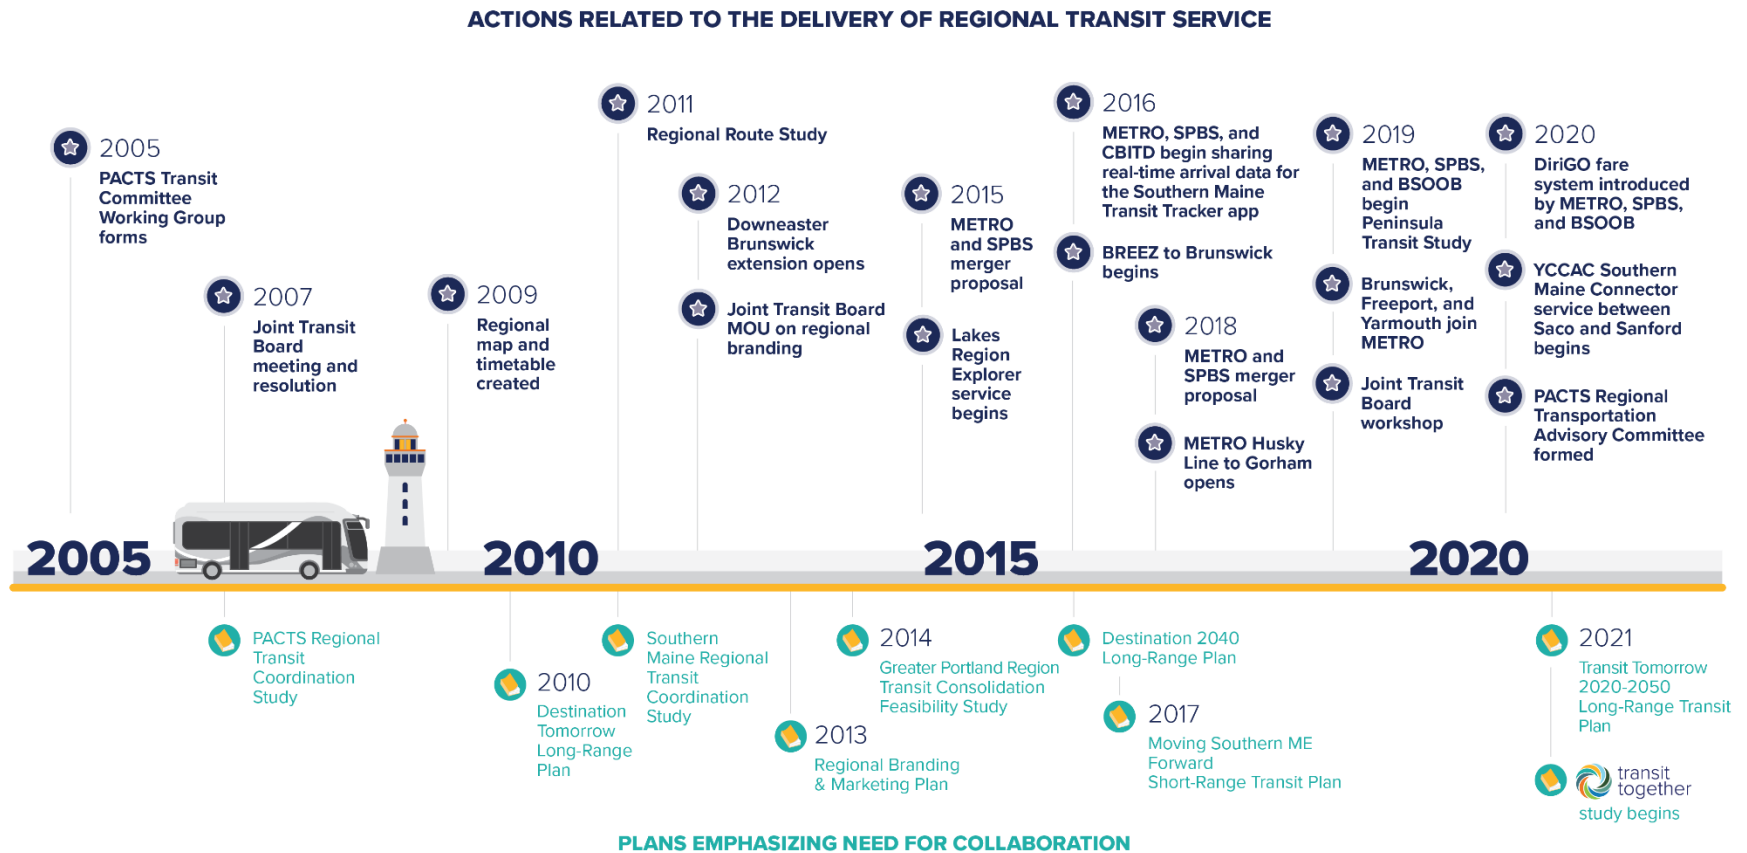 ACTIONS RELATED TO THE DELIVERY OF REGIONAL TRANSIT SERVICE
2005
PACTS Transit
Committee
Working Group
forms
2007
Joint Transit
Board
meeting and
resolution
2009
Regional
map and
timetable
created
2011
Regional Route Study
2012
Downeaster
Brunswick
extension opens
Joint Transit Board
MOU on regional
branding
2015
METRO
and SPBS
merger
proposal
Lakes
Region
Explorer
service
begins
2016
METRO, SPBS, and
CBITD begin sharing
real-time arrival data for
the Southern Maine
Transit Tracker app
BREEZ to Brunswick
begins
2018
METRO and
SPBS merger
proposal
METRO Husky
Line to Gorham
opens
2019
METRO, SPBS,
and BSOOB
begin
Peninsula
Transit Study
Brunswick,
Freeport, and
Yarmouth join
METRO
Joint Transit
Board
workshop
2020
DiriGO fare
system introduced
by METRO, SPBS,
and BSOOB
YCCAC Southern
Maine Connector
service between
Saco and Sanford
begins
PACTS Regional
Transportation
Advisory Committee
formed
2005
2010
2015
2020
PACTS Regional
Transit
Coordination
Study
2010
Destination
Tomorrow
Long-Range
Plan
Southern
Maine Regional
Transit
Coordination
Study
2013
Regional Branding
& Marketing Plan
2014
Greater Portland Region
Transit Consolidation
Feasibility Study
Destination 2040
Long-Range Plan
2017
Moving Southern ME
Forward
Short-Range Transit Plan
2021
Transit Tomorrow
2020-2050
Long-Range Transit
Plan
transit
together
study begins
PLANS EMPHASIZING NEED FOR COLLABORATION